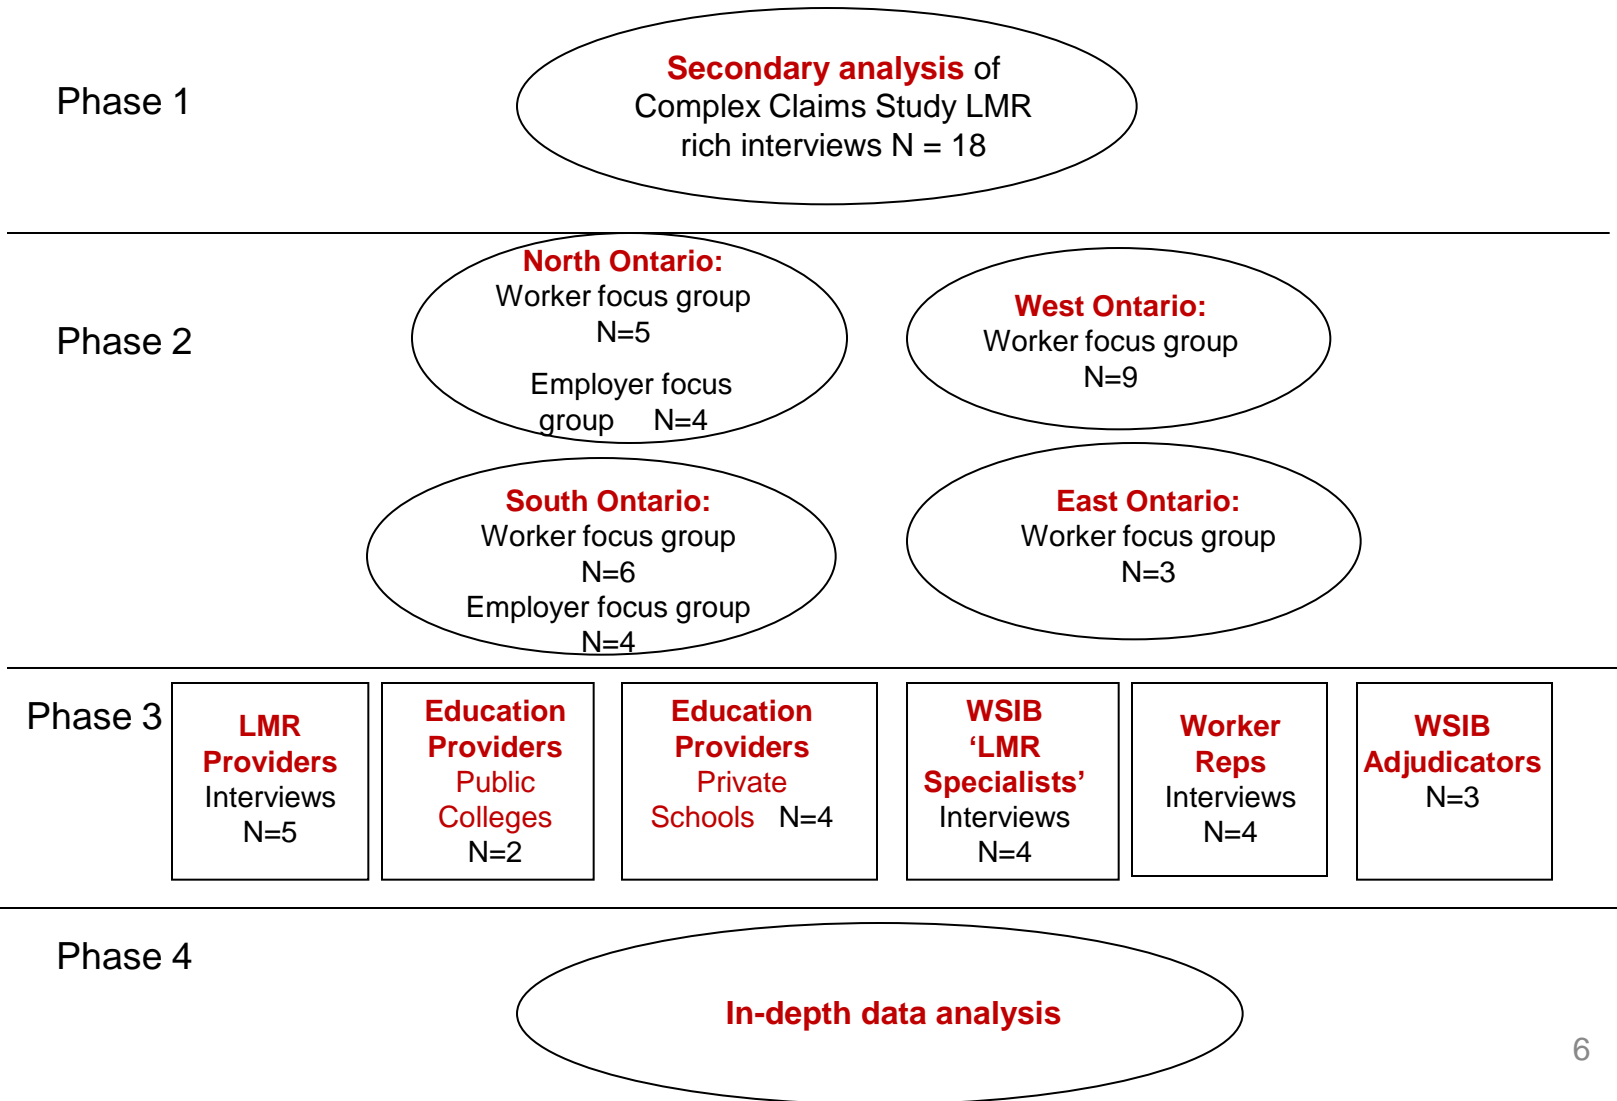 Phase 1
Secondary analysis of
Complex Claims Study LMR
rich interviews N = 18
Phase 2
North Ontario:
Worker focus group
N=5
Employer focus
group N=4
West Ontario:
Worker focus group
N=9
South Ontario:
Worker focus group
N=6
Employer focus group
N=4
East Ontario:
Worker focus group
N=3
Phase 3
LMR
Providers
Interviews
N=5
Education
Providers
Public
Colleges
N=2
Education
Providers
Private
Schools N=4
WSIB
‘LMR
Specialists’
Interviews
N=4
Worker
Reps
Interviews
N=4
WSIB
Adjudicators
N=3
Phase 4
In-depth data analysis
6